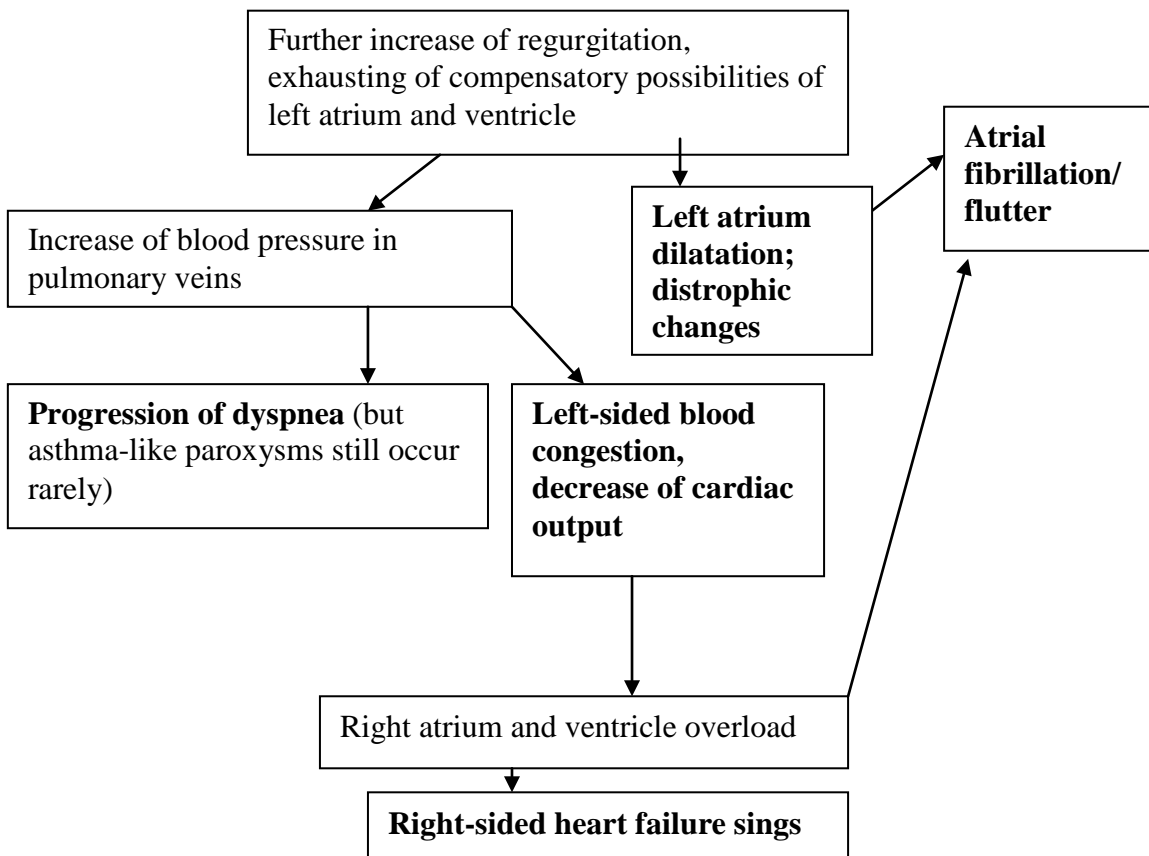 Further increase of regurgitation,
exhausting of compensatory possibilities of
left atrium and ventricle
Atrial
fibrillation/
flutter
Left atrium
dilatation;
distrophic
changes
Increase of blood pressure in
pulmonary veins
Progression of dyspnea (but
asthma-like paroxysms still occur
rarely)
Left-sided blood
congestion,
decrease of cardiac
output
Right atrium and ventricle overload
Right-sided heart failure sings